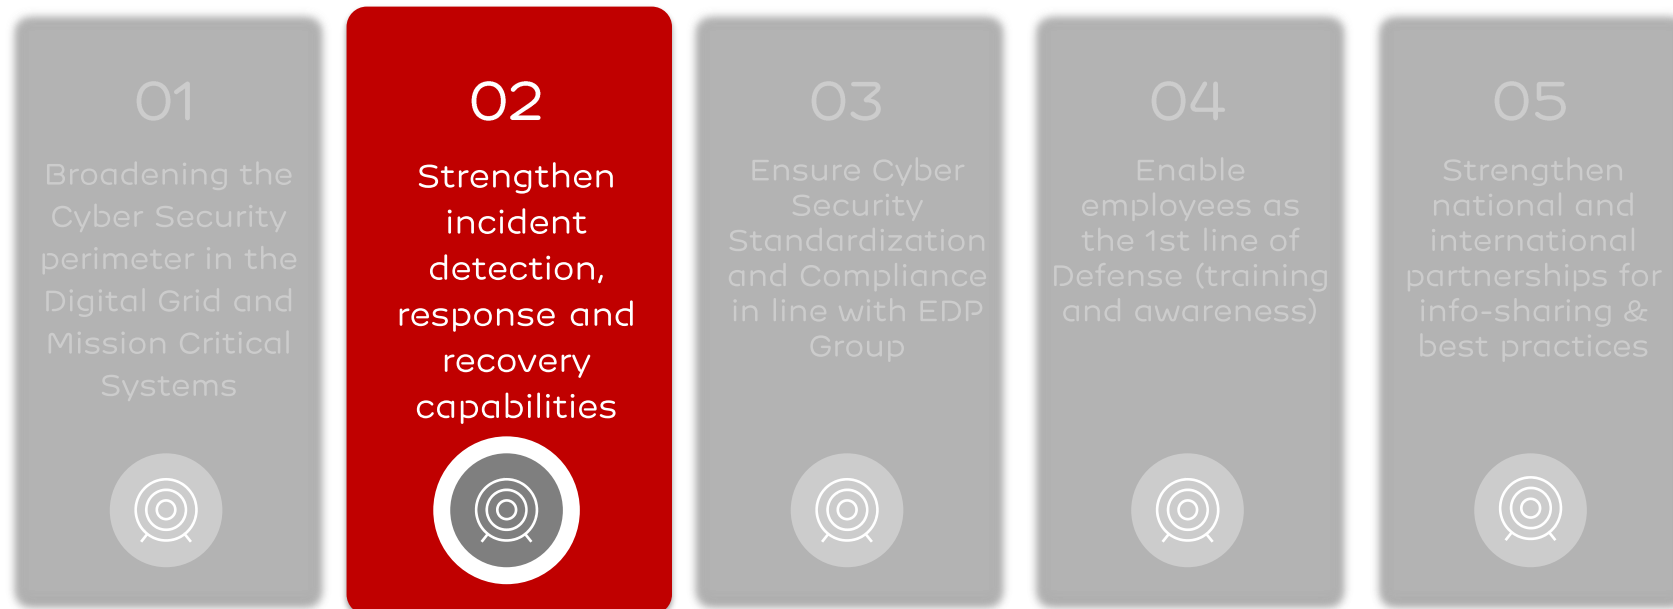 01
Broadening the
Cyber Security
perimeter in the
Digital Grid and
Mission Critical
Systems
02
Strengthen
incident
detection,
response and
recovery
capabilities
03
Ensure Cyber
Security
Standardization
and Compliance
in line with EDP
Group
04
Enable
employees as
the 1st line of
Defense (training
and awareness)
05
Strengthen
national and
international
partnerships for
info-sharing &
best practices